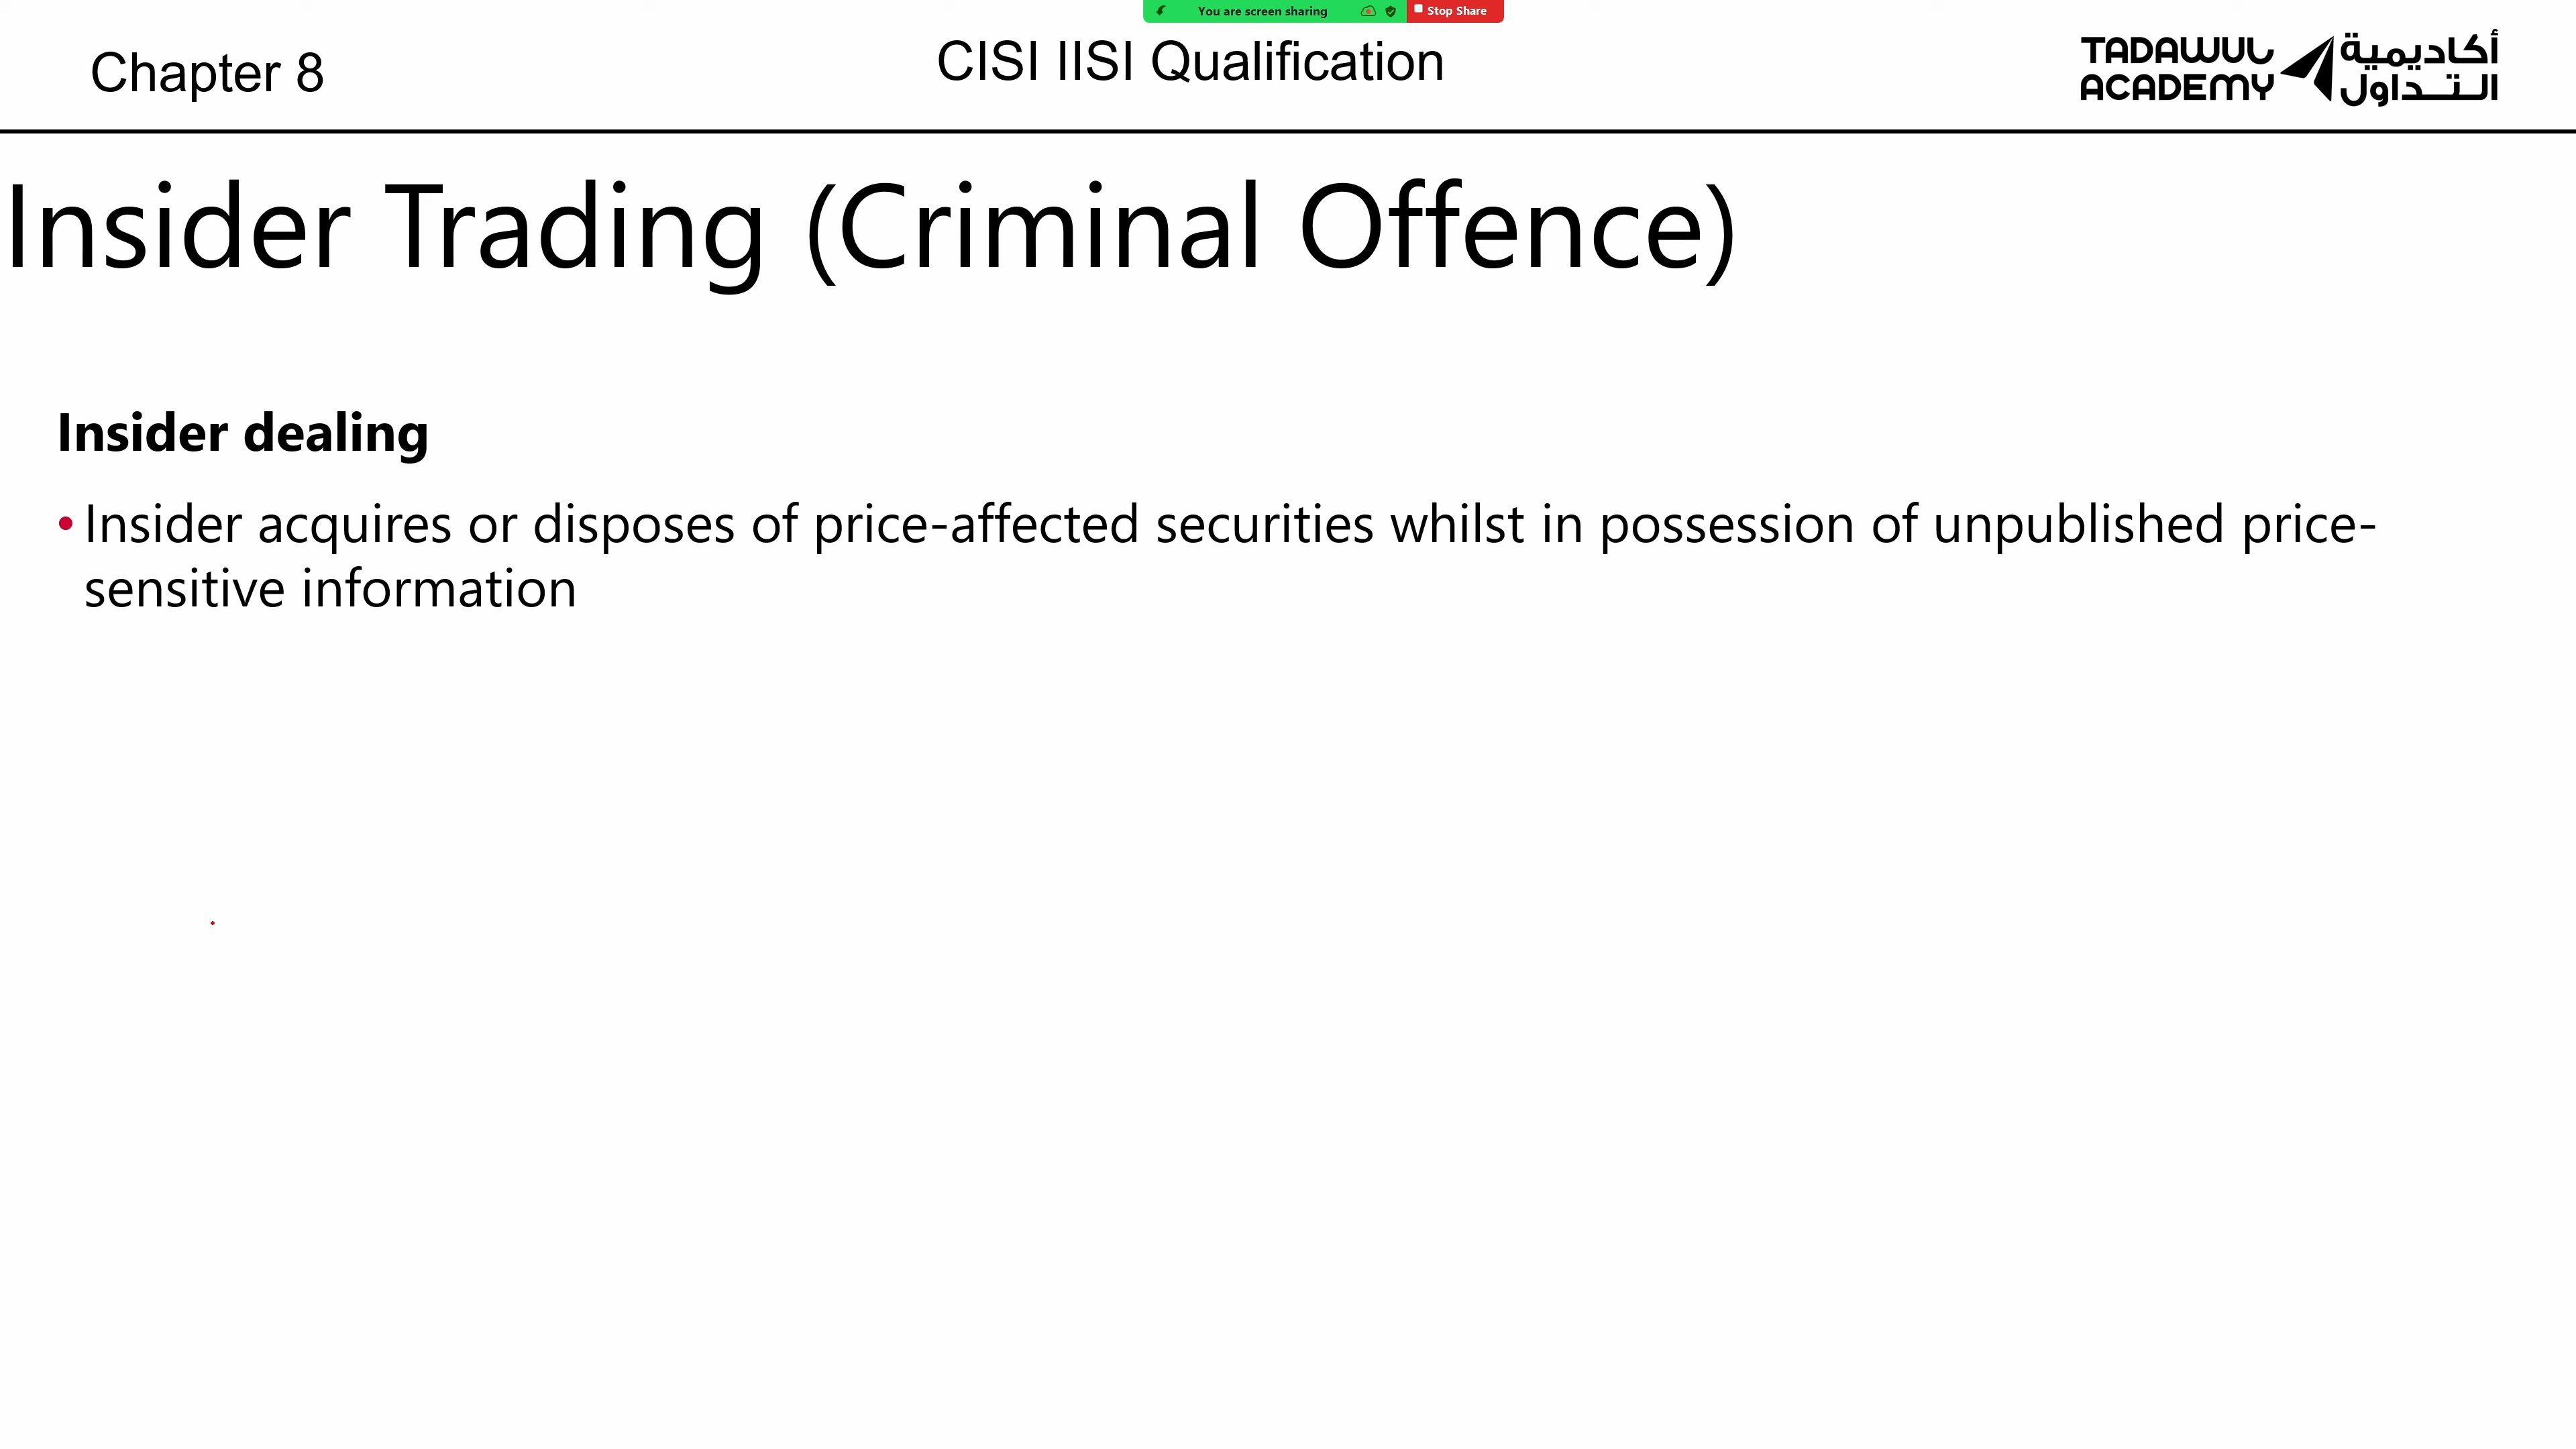 You are screen sharing
Stop Share
Chapter 8
CISI IISI Qualification
TADAWUL
ACADEMY
أكاديمية
التداول
Insider Trading (Criminal Offence)
Insider dealing
• Insider acquires or disposes of price-affected securities whilst in possession of unpublished price-
sensitive information